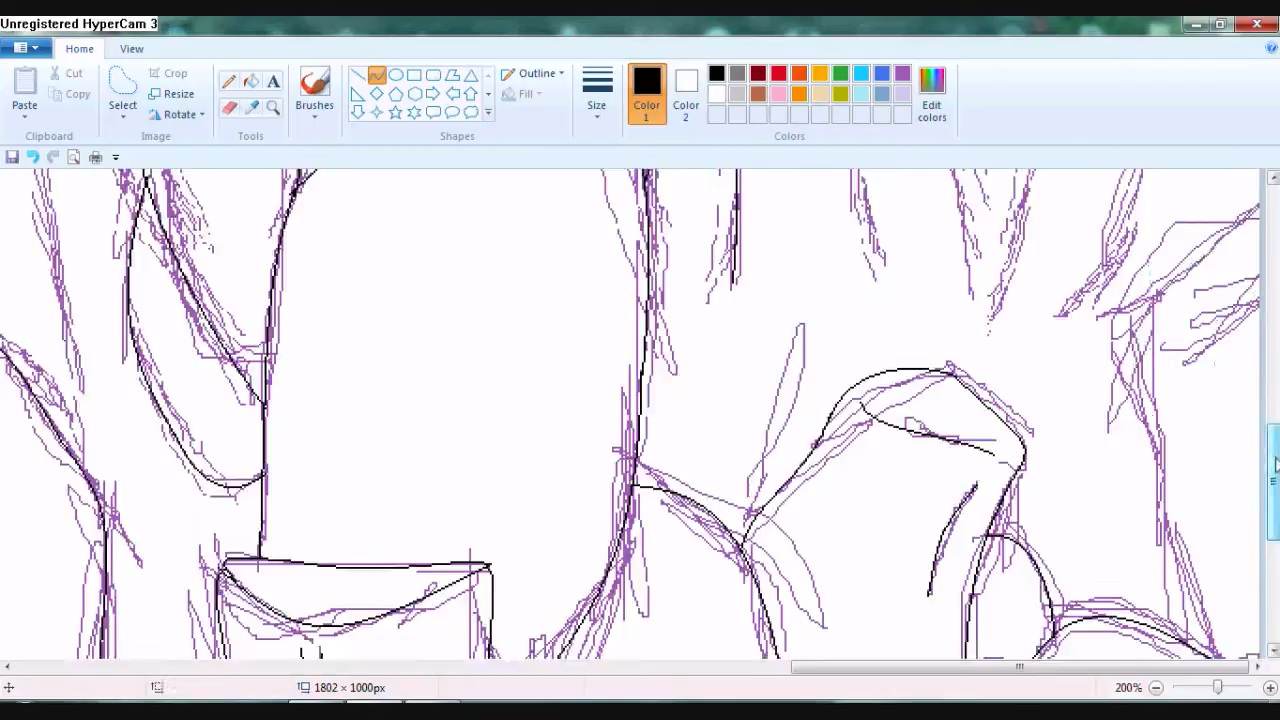 Unregistered HyperCam 3
Home View
Paste
Cut
Copy
Clipboard
Select
Crop
Resize
Rotate
Image
A
Tools
Brushes
Outline
Fill
Shapes
Size
Color
1
Color
2
Edit
colors
Colors
1802 × 1000px
200%